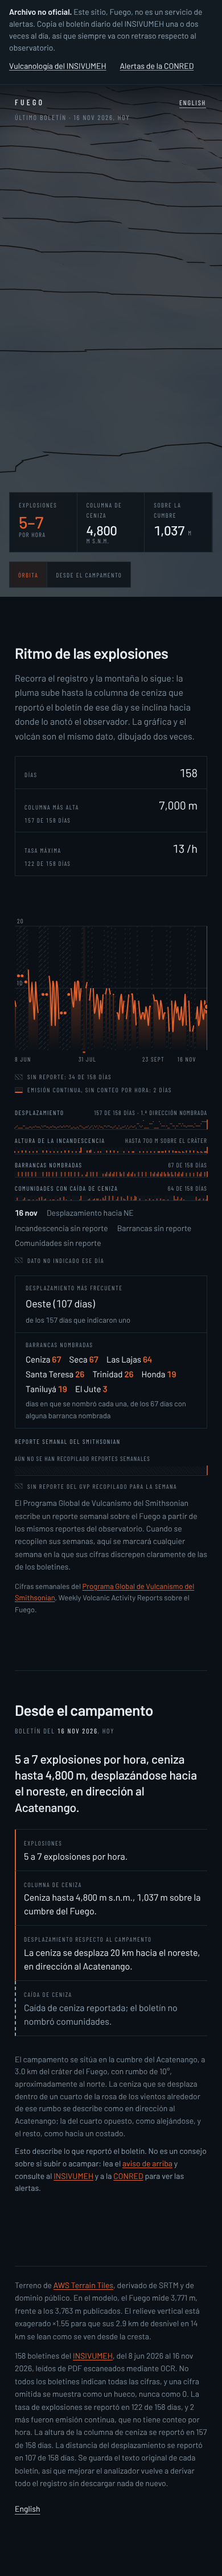 Archivo no oficial. Este sitio, Fuego, no es un servicio de
alertas. Copia el boletín diario del INSIVUMEH una o dos
veces al día, así que siempre va con retraso respecto al
observatorio.
Vulcanología del INSIVUMEH Alertas de la CONRED
FUEGO
ENGLISH
ÚLTIMO BOLETÍN · 16 NOV 2026, HOY
EXPLOSIONES
5–7
POR HORA
COLUMNA DE
CENIZA
4,800
M S.N.M.
SOBRE LA
CUMBRE
1,037 M
ÓRBITA
DESDE EL CAMPAMENTO
Ritmo de las explosiones
Recorra el registro y la montaña lo sigue: la
pluma sube hasta la columna de ceniza que
reportó el boletín de ese día y se inclina hacia
donde lo anotó el observador. La gráfica y el
volcán son el mismo dato, dibujado dos veces.
DÍAS
158
COLUMNA MÁS ALTA
7,000 m
157 DE 158 DÍAS
TASA MÁXIMA
13 /h
122 DE 158 DÍAS
20
10
8 JUN 31 JUL 23 SEPT 16 NOV
SIN REPORTE: 34 DE 158 DÍAS
EMISIÓN CONTINUA, SIN CONTEO POR HORA: 2 DÍAS
DESPLAZAMIENTO 157 DE 158 DÍAS · 1.ª DIRECCIÓN NOMBRADA
ALTURA DE LA INCANDESCENCIA HASTA 700 M SOBRE EL CRÁTER
BARRANCAS NOMBRADAS 67 DE 158 DÍAS
COMUNIDADES CON CAÍDA DE CENIZA 64 DE 158 DÍAS
16 nov Desplazamiento hacia NE
Incandescencia sin reporte Barrancas sin reporte
Comunidades sin reporte
DATO NO INDICADO ESE DÍA
DESPLAZAMIENTO MÁS FRECUENTE
Oeste (107 días)
de los 157 días que indicaron uno
BARRANCAS NOMBRADAS
Ceniza 67 Seca 67 Las Lajas 64
Santa Teresa 26 Trinidad 26 Honda 19
Taniluyá 19 El Jute 3
días en que se nombró cada una, de los 67 días con
alguna barranca nombrada
REPORTE SEMANAL DEL SMITHSONIAN
AÚN NO SE HAN RECOPILADO REPORTES SEMANALES
SIN REPORTE DEL GVP RECOPILADO PARA LA SEMANA
El Programa Global de Vulcanismo del Smithsonian
escribe un reporte semanal sobre el Fuego a partir de
los mismos reportes del observatorio. Cuando se
recopilen sus semanas, aquí se marcará cualquier
semana en la que sus cifras discrepen claramente de las
de los boletines.
Cifras semanales del Programa Global de Vulcanismo del
Smithsonian, Weekly Volcanic Activity Reports sobre el
Fuego.
Desde el campamento
BOLETÍN DEL 16 NOV 2026, HOY
5 a 7 explosiones por hora, ceniza
hasta 4,800 m, desplazándose hacia
el noreste, en dirección al
Acatenango.
EXPLOSIONES
5 a 7 explosiones por hora.
COLUMNA DE CENIZA
Ceniza hasta 4,800 m s.n.m., 1,037 m sobre la
cumbre del Fuego.
DESPLAZAMIENTO RESPECTO AL CAMPAMENTO
La ceniza se desplaza 20 km hacia el noreste,
en dirección al Acatenango.
CAÍDA DE CENIZA
Caída de ceniza reportada; el boletín no
nombró comunidades.
El campamento se sitúa en la cumbre del Acatenango, a
3.0 km del cráter del Fuego, con rumbo de 10°,
aproximadamente al norte. La ceniza que se desplaza
dentro de un cuarto de la rosa de los vientos alrededor
de ese rumbo se describe como en dirección al
Acatenango; la del cuarto opuesto, como alejándose, y
el resto, como hacia un costado.
Esto describe lo que reportó el boletín. No es un consejo
sobre si subir o acampar: lea el aviso de arriba y
consulte al INSIVUMEH y a la CONRED para ver las
alertas.
Terreno de AWS Terrain Tiles, derivado de SRTM y de
dominio público. En el modelo, el Fuego mide 3,771 m,
frente a los 3,763 m publicados. El relieve vertical está
exagerado ×1.55 para que sus 2.9 km de desnivel en 14
km se lean como se ven desde la cresta.
158 boletines del INSIVUMEH, del 8 jun 2026 al 16 nov
2026, leídos de PDF escaneados mediante OCR. No
todos los boletines indican todas las cifras, y una cifra
omitida se muestra como un hueco, nunca como 0. La
tasa de explosiones se reportó en 122 de 158 días, y 2
más fueron emisión continua, que no tiene conteo por
hora. La altura de la columna de ceniza se reportó en 157
de 158 días. La distancia del desplazamiento se reportó
en 107 de 158 días. Se guarda el texto original de cada
boletín, así que mejorar el analizador vuelve a derivar
todo el registro sin descargar nada de nuevo.
English